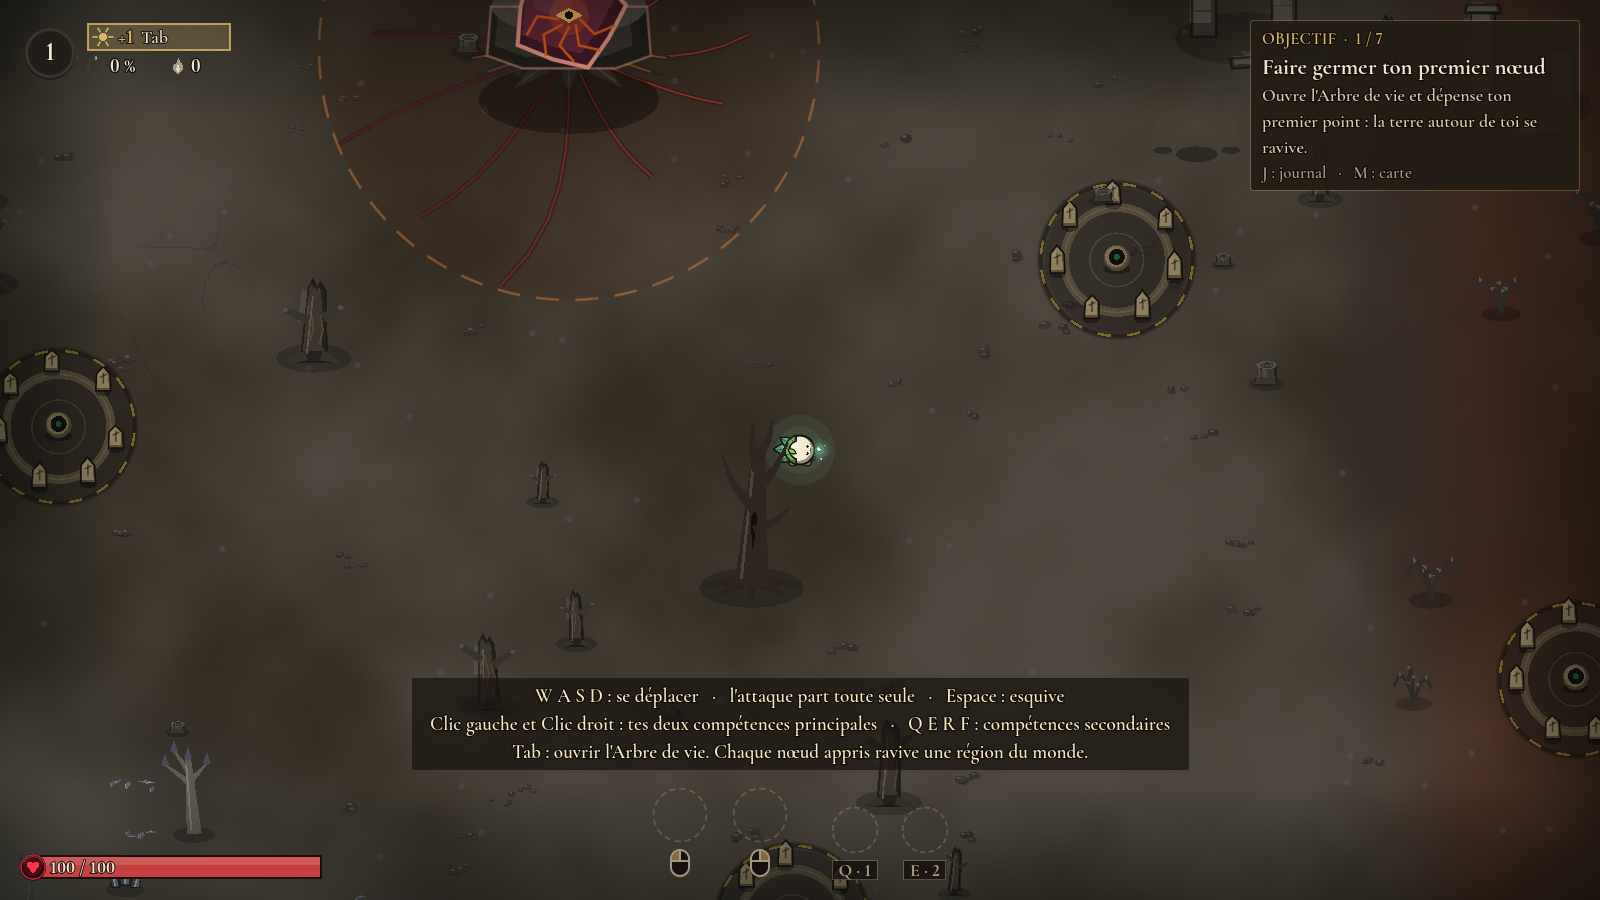 1
+1 Tab
0 %
0
OBJECTIF · 1 / 7
Faire germer ton premier nœud
Ouvre l'Arbre de vie et dépense ton
premier point : la terre autour de toi se
ravive.
J : journal · M : carte
W A S D : se déplacer · l'attaque part toute seule · Espace : esquive
Clic gauche et Clic droit : tes deux compétences principales · Q E R F : compétences secondaires
Tab : ouvrir l'Arbre de vie. Chaque nœud appris ravive une région du monde.
100 / 100
Q · 1
E · 2